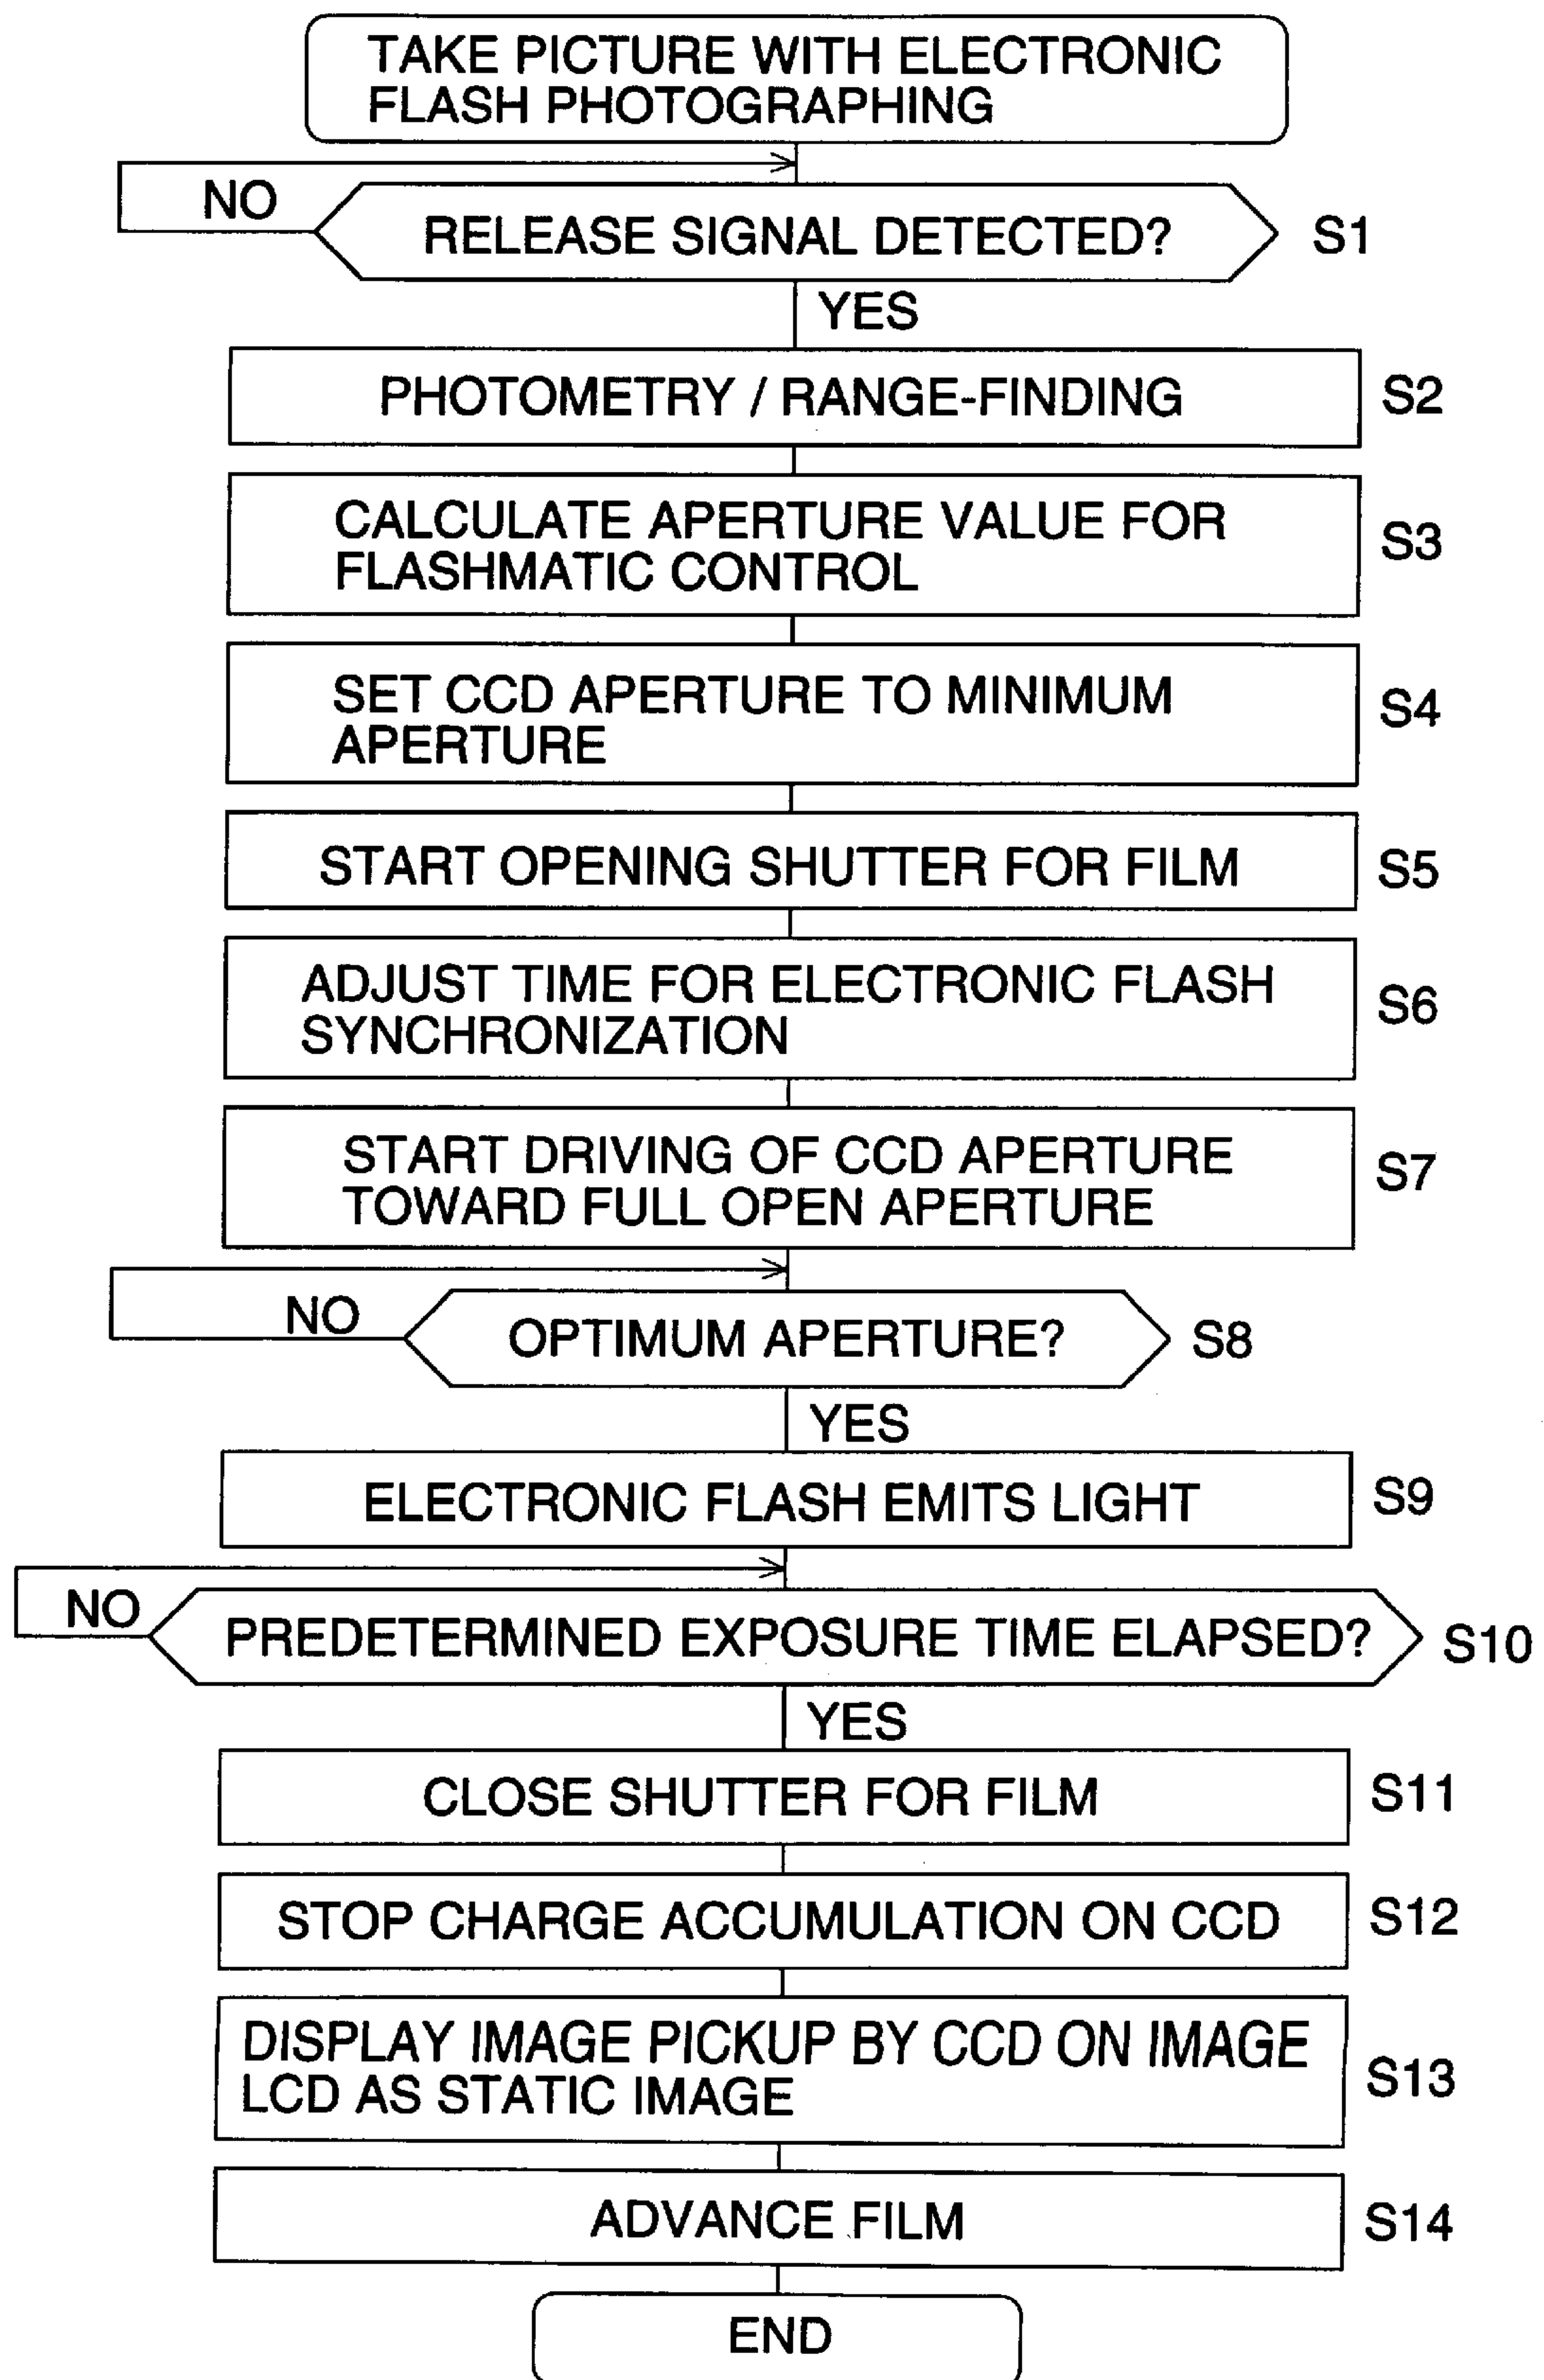 TAKE PICTURE WITH ELECTRONIC
FLASH PHOTOGRAPHING
NO
RELEASE SIGNAL DETECTED?
S1
YES
PHOTOMETRY / RANGE-FINDING
S2
CALCULATE APERTURE VALUE FOR
FLASHMATIC CONTROL
S3
SET CCD APERTURE TO MINIMUM
APERTURE
S4
START OPENING SHUTTER FOR FILM
S5
ADJUST TIME FOR ELECTRONIC FLASH
SYNCHRONIZATION
S6
START DRIVING OF CCD APERTURE
TOWARD FULL OPEN APERTURE
S7
NO
OPTIMUM APERTURE?
S8
YES
ELECTRONIC FLASH EMITS LIGHT
S9
NO
PREDETERMINED EXPOSURE TIME ELAPSED?
S10
YES
CLOSE SHUTTER FOR FILM
S11
STOP CHARGE ACCUMULATION ON CCD
S12
DISPLAY IMAGE PICKUP BY CCD ON IMAGE
LCD AS STATIC IMAGE
S13
ADVANCE FILM
S14
END